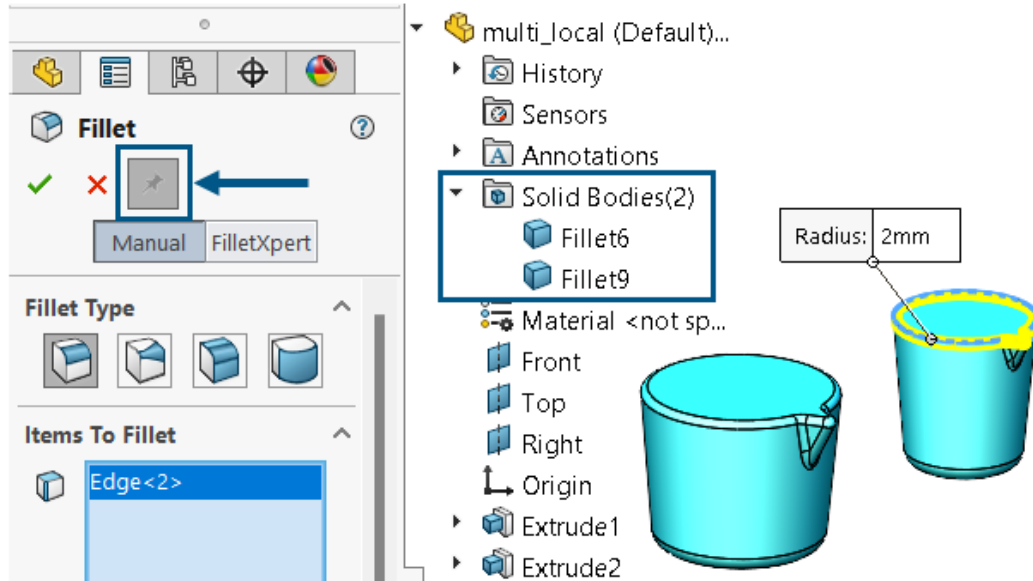 Fillet
Manual
FilletXpert
Fillet Type
Items To Fillet
Edge<2>
multi_local (Default)...
History
Sensors
Annotations
Solid Bodies(2)
Fillet6
Fillet9
Material <not sp...
Front
Top
Right
Origin
Extrude1
Extrude2
Radius: 2mm